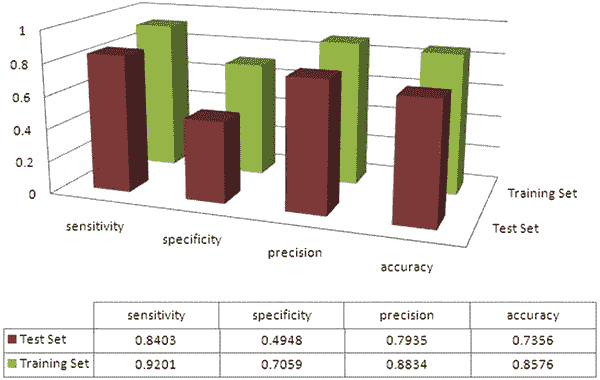 1
0.8
0.6
0.4
0.2
0
sensitivity
specificity
precision
accuracy
Training Set
Test Set
sensitivity specificity precision accuracy
Test Set 0.8403 0.4948 0.7935 0.7356
Training Set 0.9201 0.7059 0.8834 0.8576